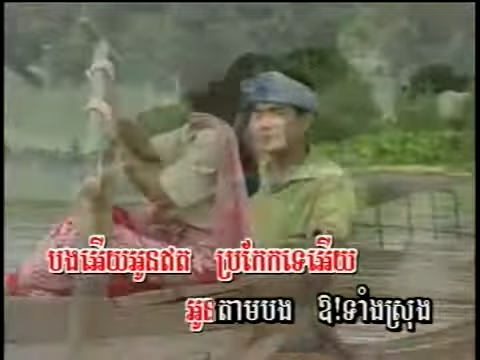 បងអើយអូនឥត ប្រកែកទេអើយ
អូនតាមបង ឱ!ទាំងស្រុង